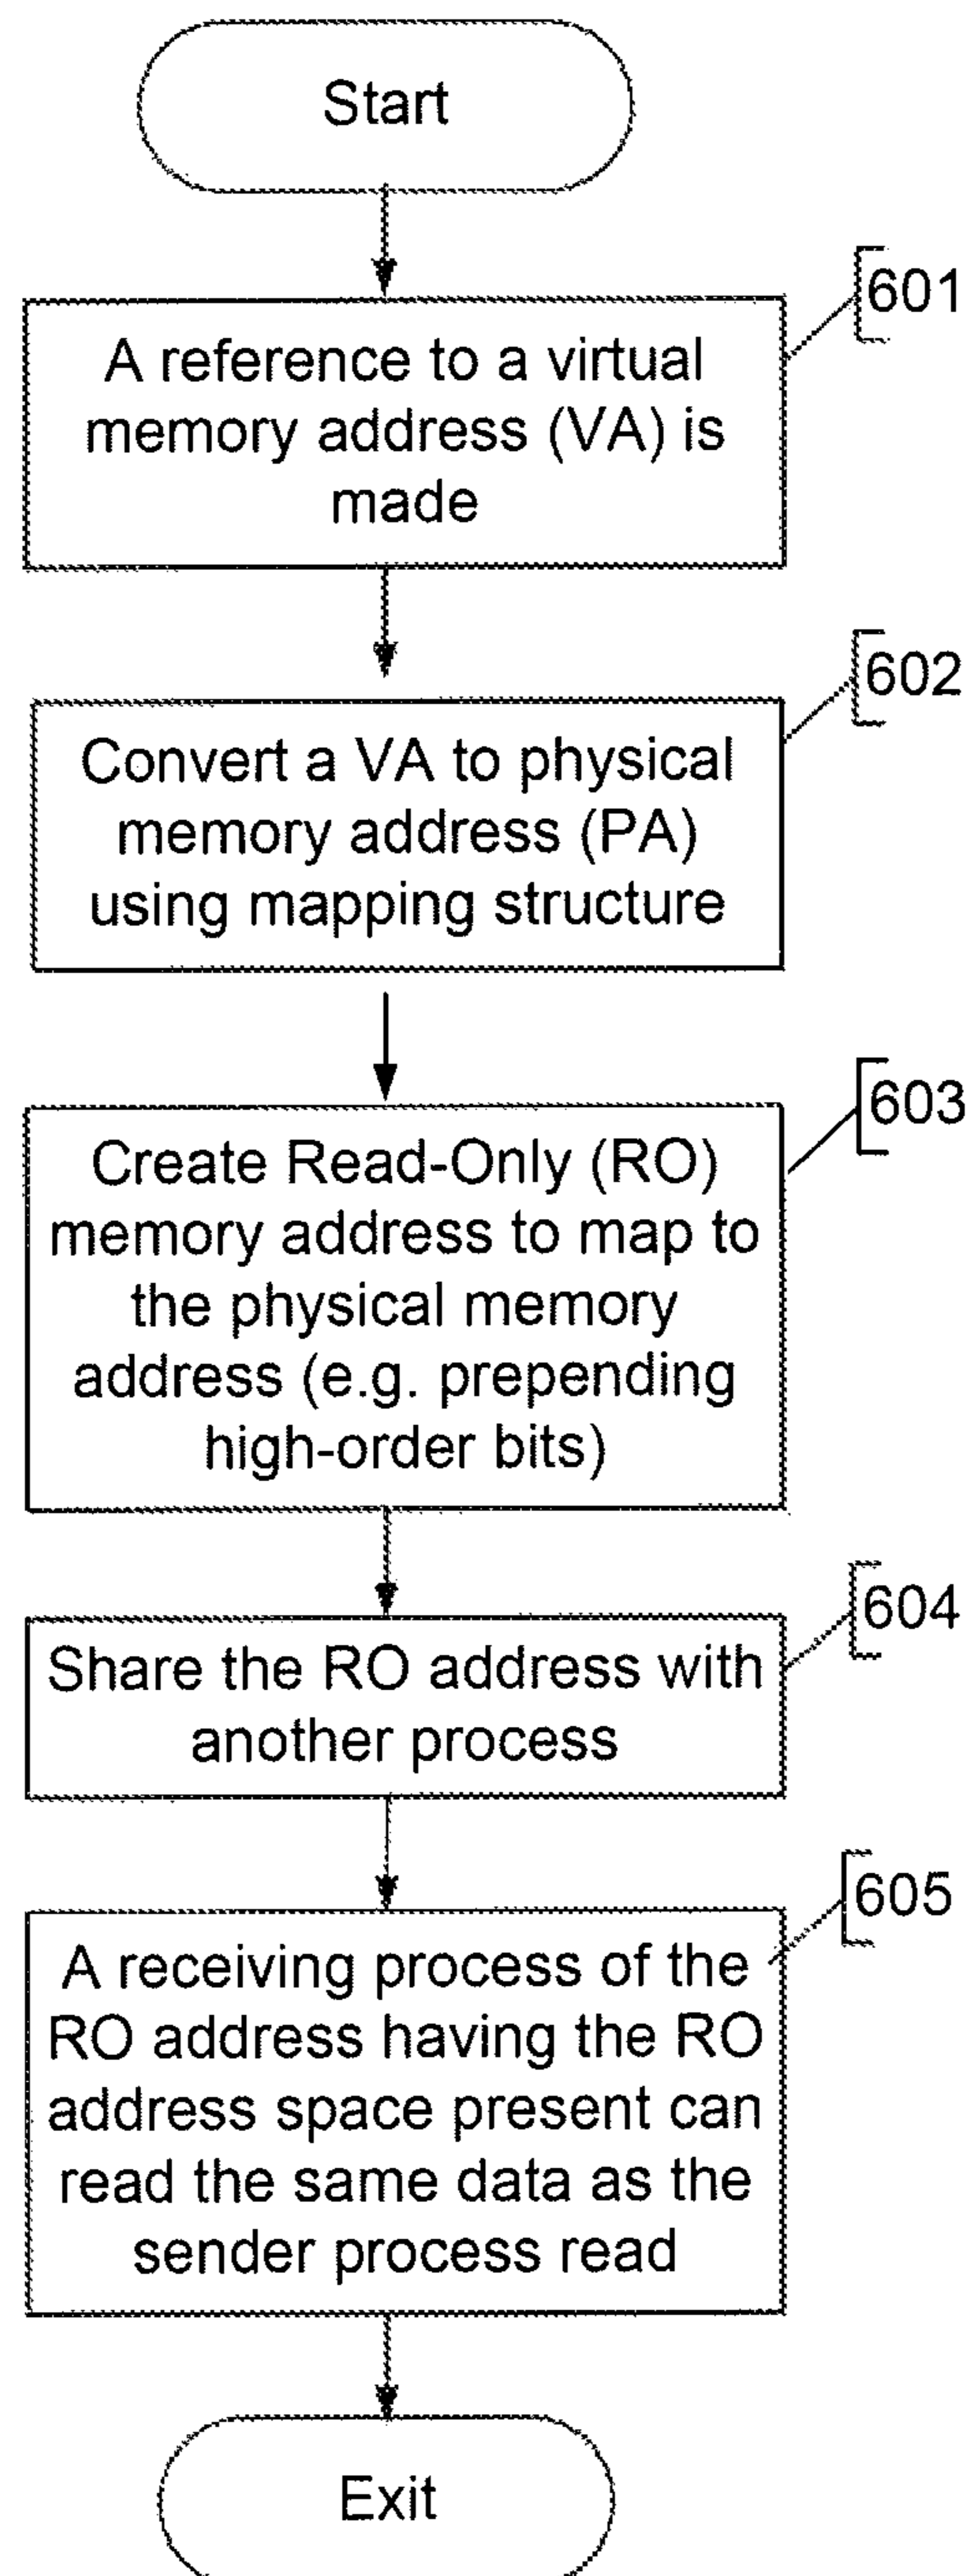 Start
601
A reference to a virtual
memory address (VA) is
made
602
Convert a VA to physical
memory address (PA)
using mapping structure
603
Create Read-Only (RO)
memory address to map to
the physical memory
address (e.g. prepending
high-order bits)
604
Share the RO address with
another process
605
A receiving process of the
RO address having the RO
address space present can
read the same data as the
sender process read
Exit